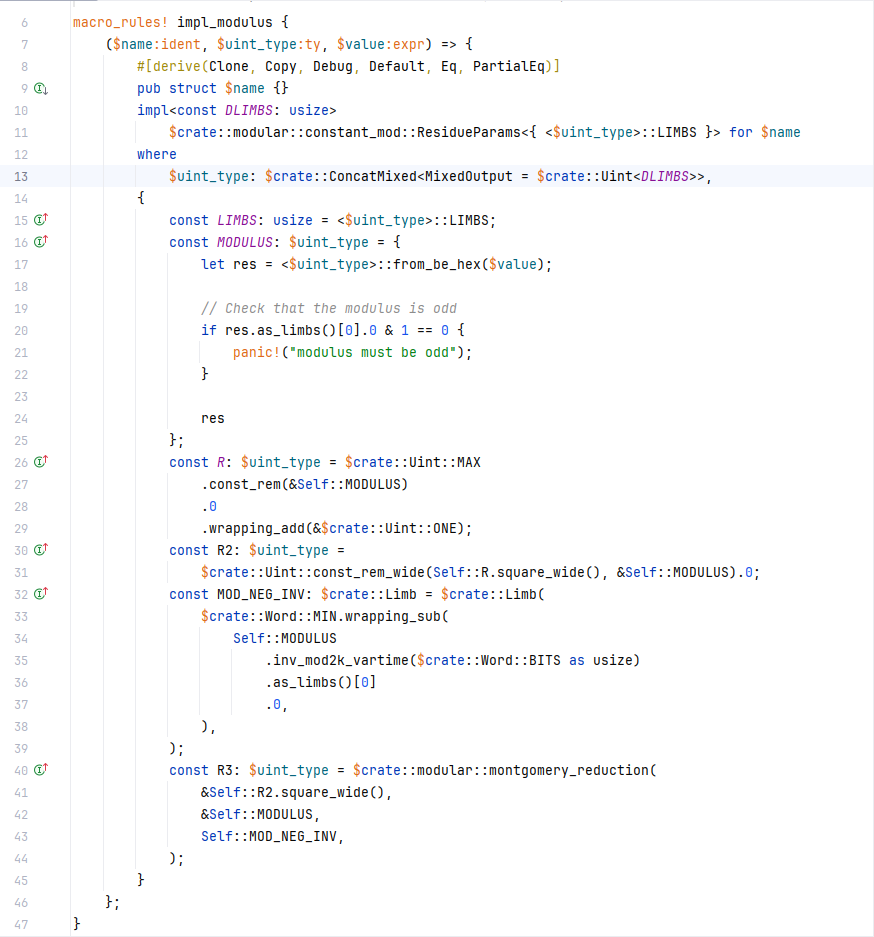 6 macro_rules! impl_modulus {
7     ($name:ident, $uint_type:ty, $value:expr) => {
8         #[derive(Clone, Copy, Debug, Default, Eq, PartialEq)]
9         pub struct $name {}
10         impl<const DLIMBS: usize>
11             $crate::modular::constant_mod::ResidueParams<{ <$uint_type>::LIMBS }> for $name
12         where
13             $uint_type: $crate::ConcatMixed<MixedOutput = $crate::Uint<DLIMBS>>,
14         {
15             const LIMBS: usize = <$uint_type>::LIMBS;
16             const MODULUS: $uint_type = {
17                 let res = <$uint_type>::from_be_hex($value);
18
19                 // Check that the modulus is odd
20                 if res.as_limbs()[0].0 & 1 == 0 {
21                     panic!("modulus must be odd");
22                 }
23
24                 res
25             };
26             const R: $uint_type = $crate::Uint::MAX
27                 .const_rem(&Self::MODULUS)
28                 .0
29                 .wrapping_add(&$crate::Uint::ONE);
30             const R2: $uint_type =
31                 $crate::Uint::const_rem_wide(Self::R.square_wide(), &Self::MODULUS).0;
32             const MOD_NEG_INV: $crate::Limb = $crate::Limb(
33                 $crate::Word::MIN.wrapping_sub(
34                     Self::MODULUS
35                         .inv_mod2k_vartime($crate::Word::BITS as usize)
36                         .as_limbs()[0]
37                         .0,
38                 ),
39             );
40             const R3: $uint_type = $crate::modular::montgomery_reduction(
41                 &Self::R2.square_wide(),
42                 &Self::MODULUS,
43                 Self::MOD_NEG_INV,
44             );
45         }
46     };
47 }